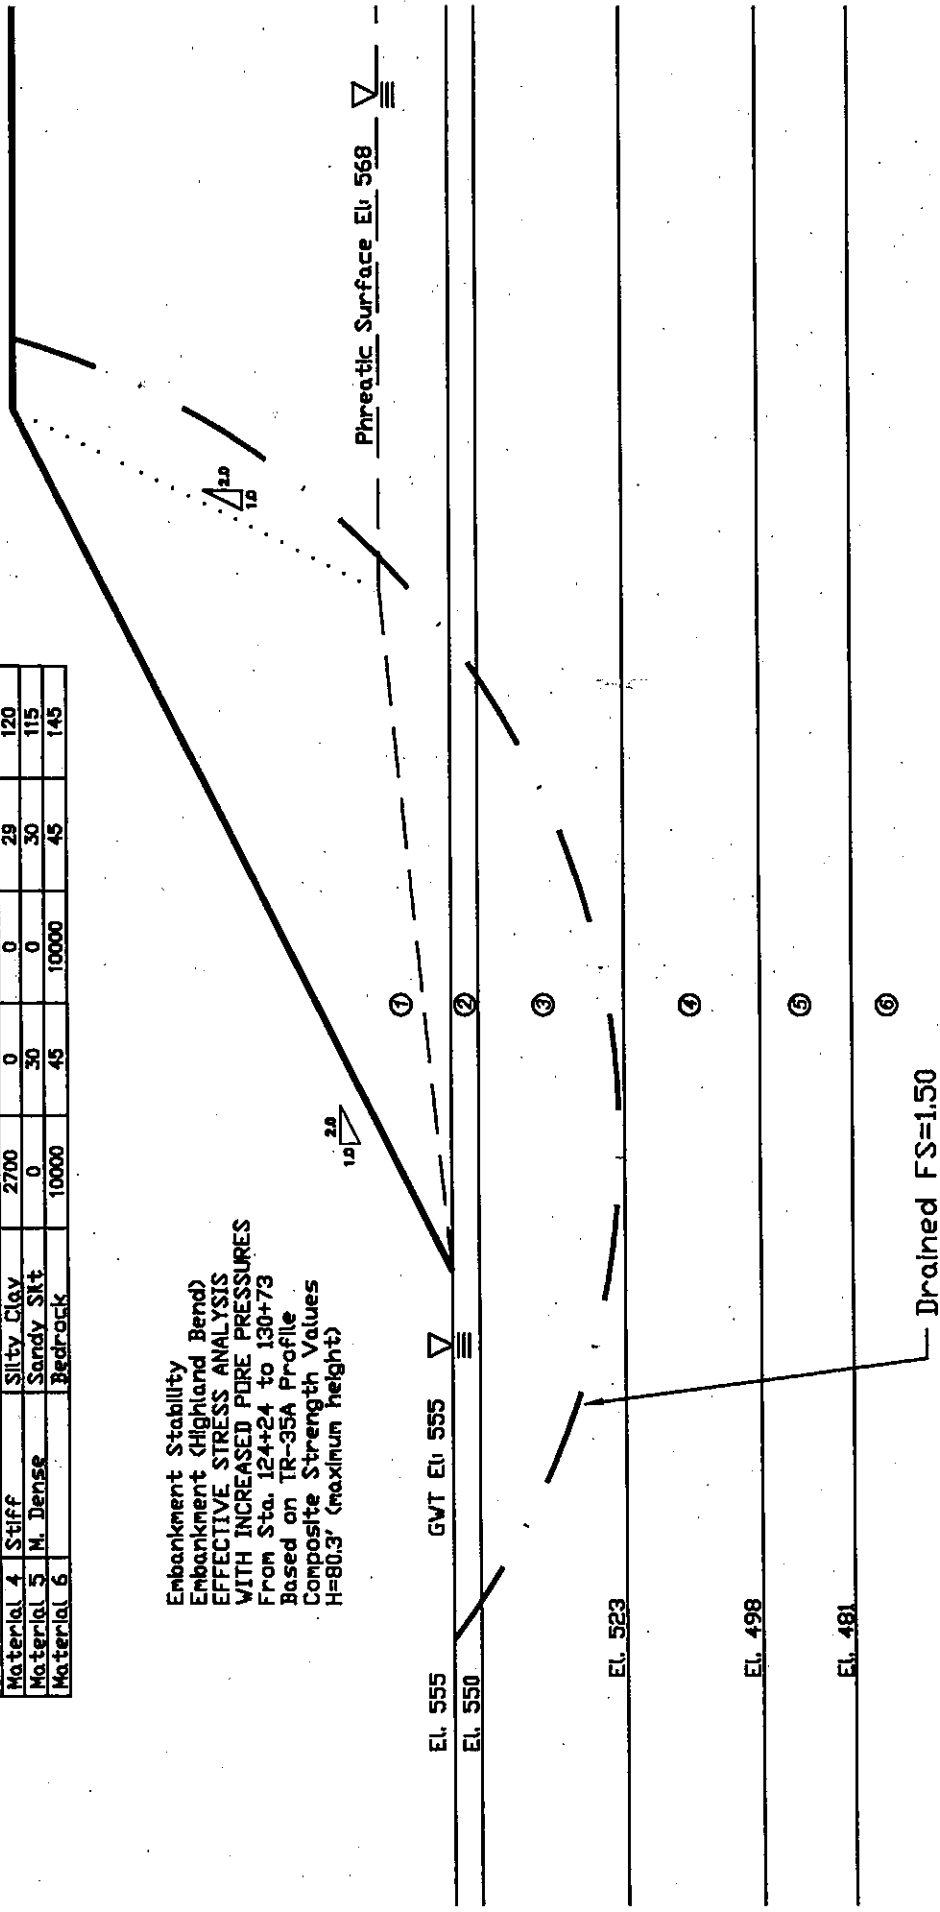 Material 4 Stiff Silty Clay 2700 0 0 29 120
Material 5 M. Dense Sandy Silt 0 30 0 30 115
Material 6 Bedrock 10000 45 10000 45 145
Embankment Stability
Embankment (Highland Bend)
EFFECTIVE STRESS ANALYSIS
WITH INCREASED PORE PRESSURES
From Sta. 124+24 to 130+73
Based on TR-35A Profile
Composite Strength Values
H=80.3' (maximum height)
2.0
1.0
2.0
1.0
Phreatic Surface El: 568
GWT El: 555
El. 555
El. 550
El. 523
El. 498
El. 481
1
2
3
4
5
6
Drained FS=1.50